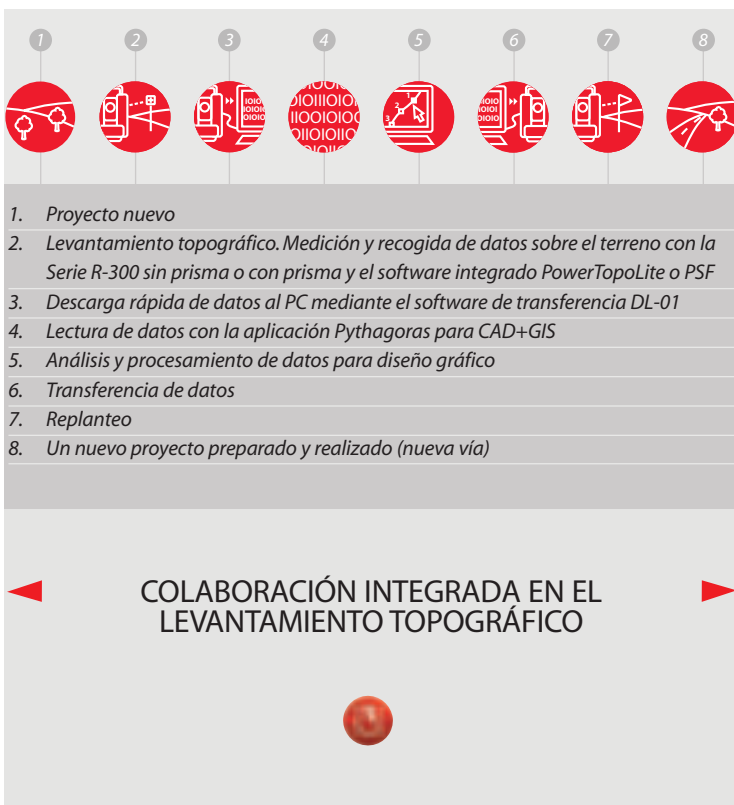 1 2 3 4 5 6 7 8
1. Proyecto nuevo
2. Levantamiento topográfico. Medición y recogida de datos sobre el terreno con la
Serie R-300 sin prisma o con prisma y el software integrado PowerTopoLite o PSF
3. Descarga rápida de datos al PC mediante el software de transferencia DL-01
4. Lectura de datos con la aplicación Pythagoras para CAD+GIS
5. Análisis y procesamiento de datos para diseño gráfico
6. Transferencia de datos
7. Replanteo
8. Un nuevo proyecto preparado y realizado (nueva vía)
COLABORACIÓN INTEGRADA EN EL
LEVANTAMIENTO TOPOGRÁFICO